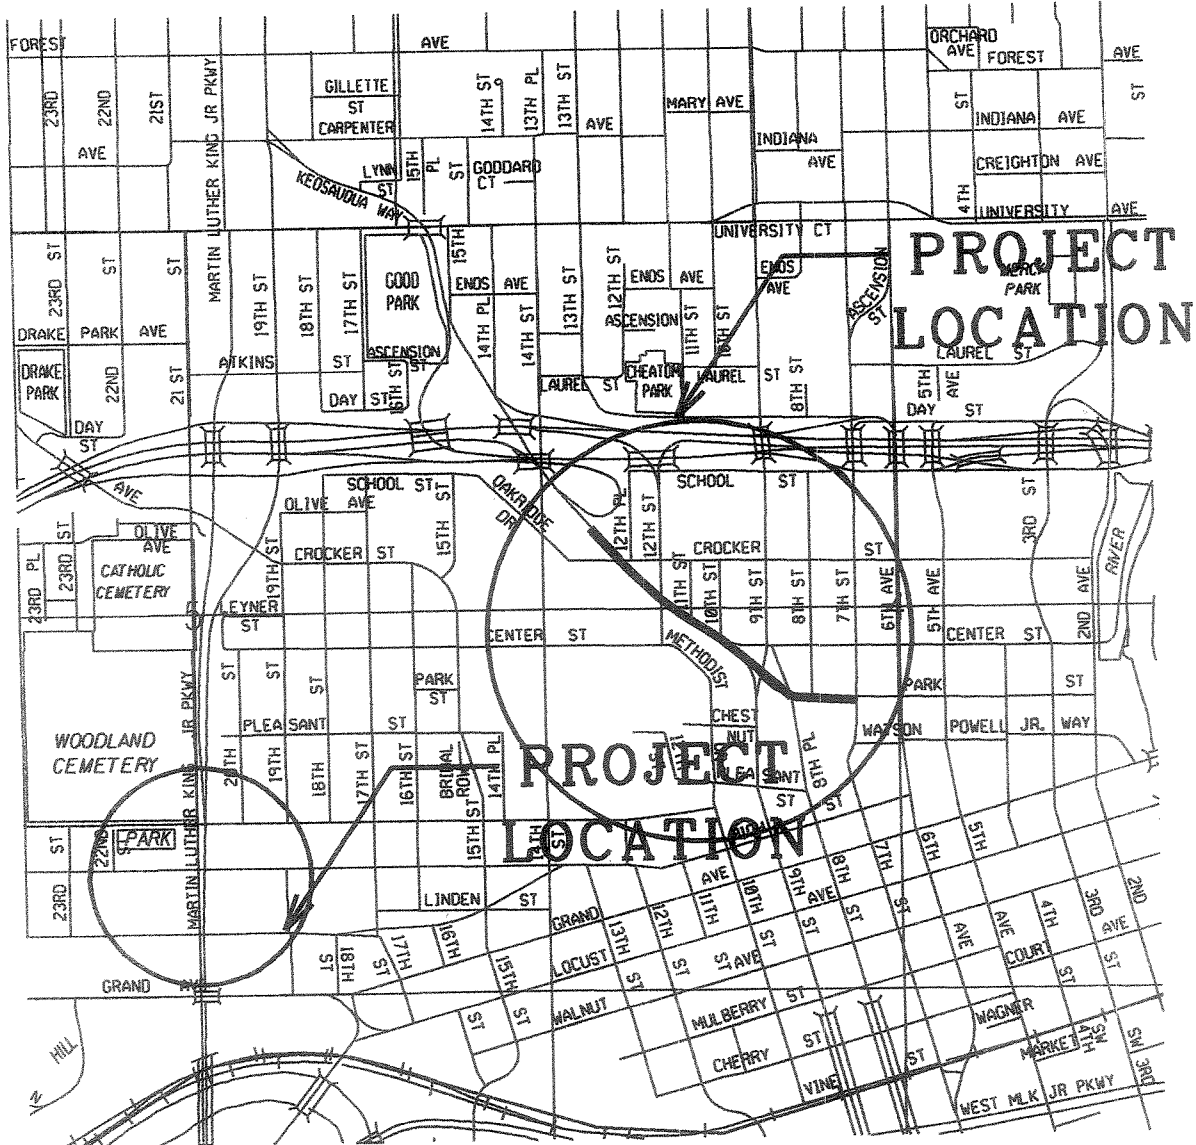 FOREST
AVE
ORCHARD
AVE
FOREST
AVE
23RD
22ND
21ST
MARTIN LUTHER KING JR PKWY
GILLETTE
ST
CARPENTER
14TH ST
13TH PL
13TH ST
AVE
MARY AVE
INDIANA
AVE
ST
ST
INDIANA AVE
CREIGHTON AVE
AVE
LYNN
ST
15TH
PL
ST
GODDARD
CT
KEOSAUQUA WAY
4TH
UNIVERSITY AVE
UNIVERSITY CT
PROJECT
LOCATION
MERCY
PARK
23RD ST
ST
ST
19TH ST
18TH ST
17TH ST
GOOD
PARK
15TH
ENOS AVE
13TH ST
12TH ST
ENOS AVE
ENOS
AVE
ASCENSION
ST
ASCENSION
14TH PL
14TH ST
11TH ST
10TH ST
DRAKE PARK AVE
DRAKE
PARK
22ND
21 ST
ATKINS ST
ASCENSION
ST
DAY ST
16TH ST
LAUREL ST
CHEATOM
PARK
LAUREL ST
8TH ST
LAUREL ST
5TH
AVE
DAY ST
DAY
ST
AVE
SCHOOL ST
OLIVE AVE
15TH ST
OAKRIDGE
DR
12TH PL
12TH ST
SCHOOL ST
3RD ST
RIVER
OLIVE
AVE
ST
23RD PL
23RD
CATHOLIC
CEMETERY
CROCKER ST
19TH ST
LEYNER
ST
CROCKER ST
11TH ST
10TH ST
9TH ST
8TH ST
7TH ST
6TH AVE
5TH AVE
2ND AVE
CENTER ST
METHODIST
CENTER ST
PARK
ST
PARK ST
ST
ST
ST
JR PKWY
PLEASANT ST
WOODLAND
CEMETERY
20TH
19TH
18TH
17TH ST
16TH ST
BRIDAL
ROW
14TH PL
CHEST
NUT
WATSON POWELL JR. WAY
PROJECT
LOCATION
PLEASANT
ST
8TH PL
ST
PARK
22ND
ST
ST
23RD
MARTIN LUTHER KING
15TH ST
14TH
ST
LINDEN ST
GRAND
AVE
LOCUST
AVE
WALNUT
ST
AVE
13TH
12TH
11TH
10TH
9TH
8TH
7TH
6TH
5TH
4TH
3RD
2ND
ST
ST
ST
ST
ST
ST
AVE
AVE
AVE
ST
ST
COURT
18TH
ST
17TH
ST
16TH
ST
15TH
ST
GRAND AVE
MULBERRY ST
CHERRY ST
VINE ST
WAGNER
MARKET
SW
4TH
SW
3RD
WEST MLK JR PKWY
HILL